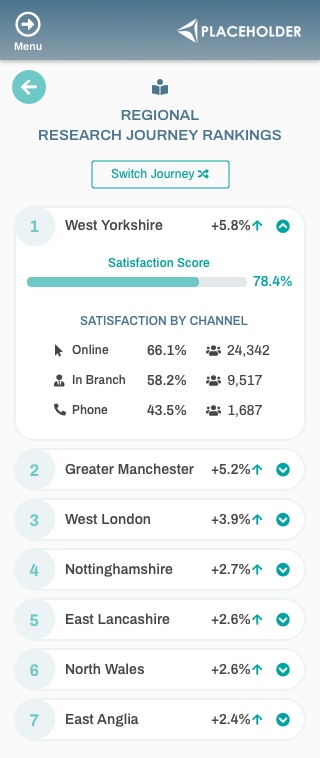 Menu
PLACEHOLDER
REGIONAL
RESEARCH JOURNEY RANKINGS
Switch Journey
1 West Yorkshire +5.8%
Satisfaction Score
78.4%
SATISFACTION BY CHANNEL
Online 66.1% 24,342
In Branch 58.2% 9,517
Phone 43.5% 1,687
2 Greater Manchester +5.2%
3 West London +3.9%
4 Nottinghamshire +2.7%
5 East Lancashire +2.6%
6 North Wales +2.6%
7 East Anglia +2.4%